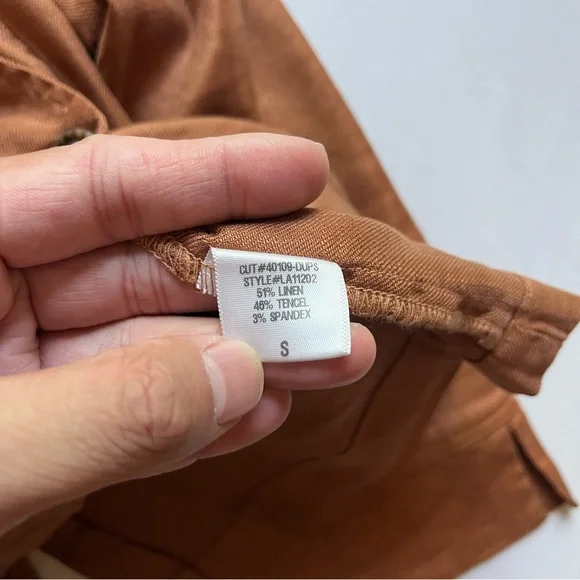 CUT#40109-DUPS
STYLE#LA11202
51% LINEN
46% TENCEL
3% SPANDEX
S